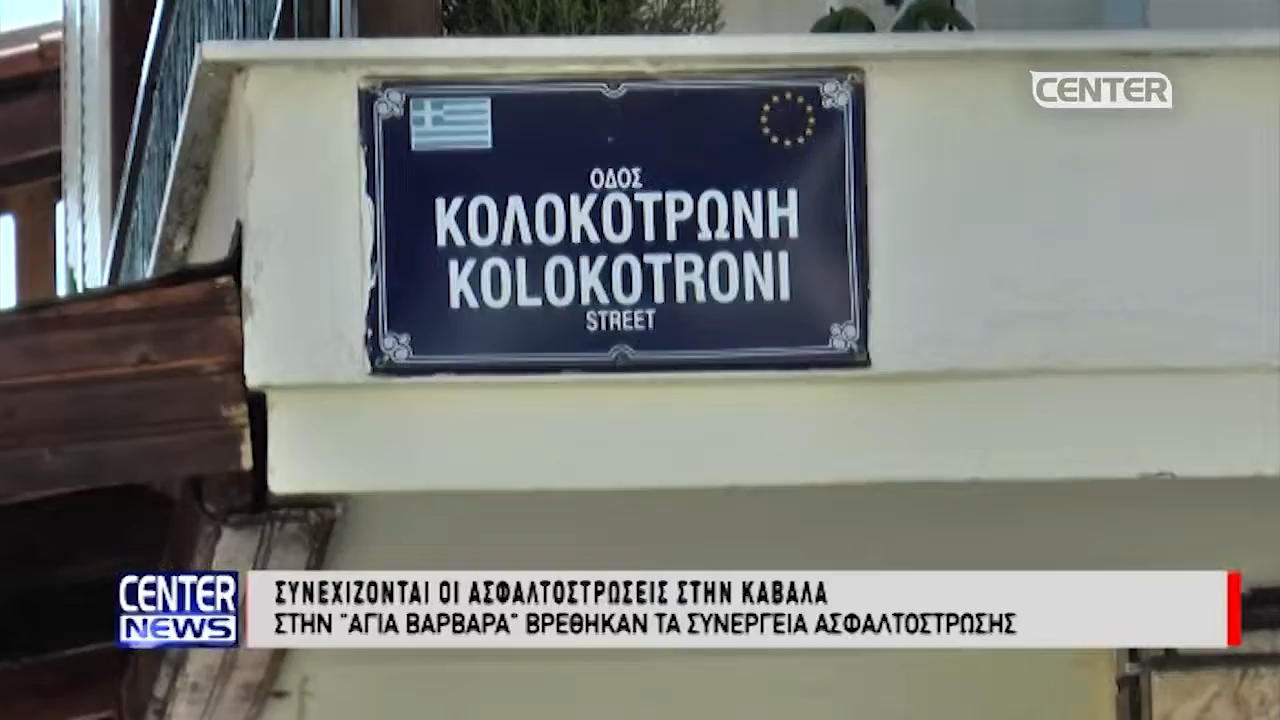 CENTER
ΟΔΟΣ
ΚΟΛΟΚΟΤΡΩΝΗ
KOLOKOTRONI
STREET
CENTER
NEWS
ΣΥΝΕΧΙΖΟΝΤΑΙ ΟΙ ΑΣΦΑΛΤΟΣΤΡΩΣΕΙΣ ΣΤΗΝ ΚΑΒΑΛΑ
ΣΤΗΝ "ΑΓΙΑ ΒΑΡΒΑΡΑ" ΒΡΕΘΗΚΑΝ ΤΑ ΣΥΝΕΡΓΕΙΑ ΑΣΦΑΛΤΟΣΤΡΩΣΗΣ